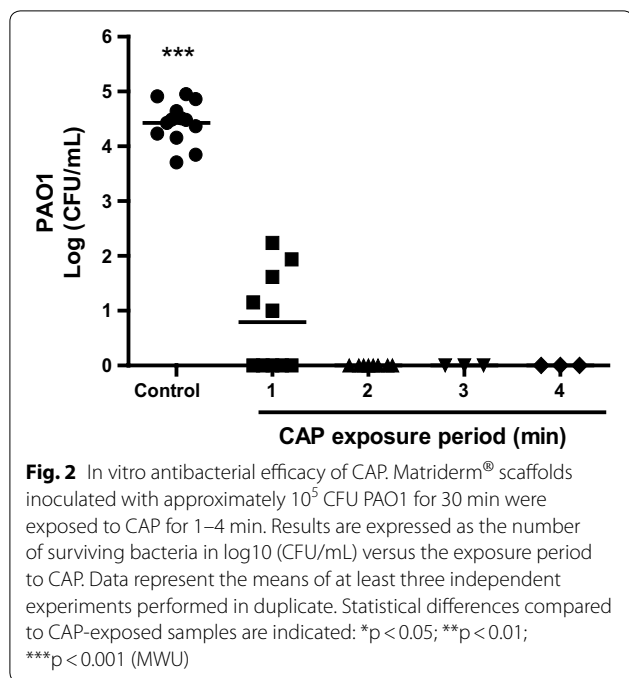 ***
6
5
4
3
2
1
0
PAO1
Log (CFU/mL)
Control 1 2 3 4
CAP exposure period (min)
Fig. 2 In vitro antibacterial efficacy of CAP. Matriderm® scaffolds
inoculated with approximately 10⁵ CFU PAO1 for 30 min were
exposed to CAP for 1–4 min. Results are expressed as the number
of surviving bacteria in log10 (CFU/mL) versus the exposure period
to CAP. Data represent the means of at least three independent
experiments performed in duplicate. Statistical differences compared
to CAP-exposed samples are indicated: *p < 0.05; **p < 0.01;
***p < 0.001 (MWU)